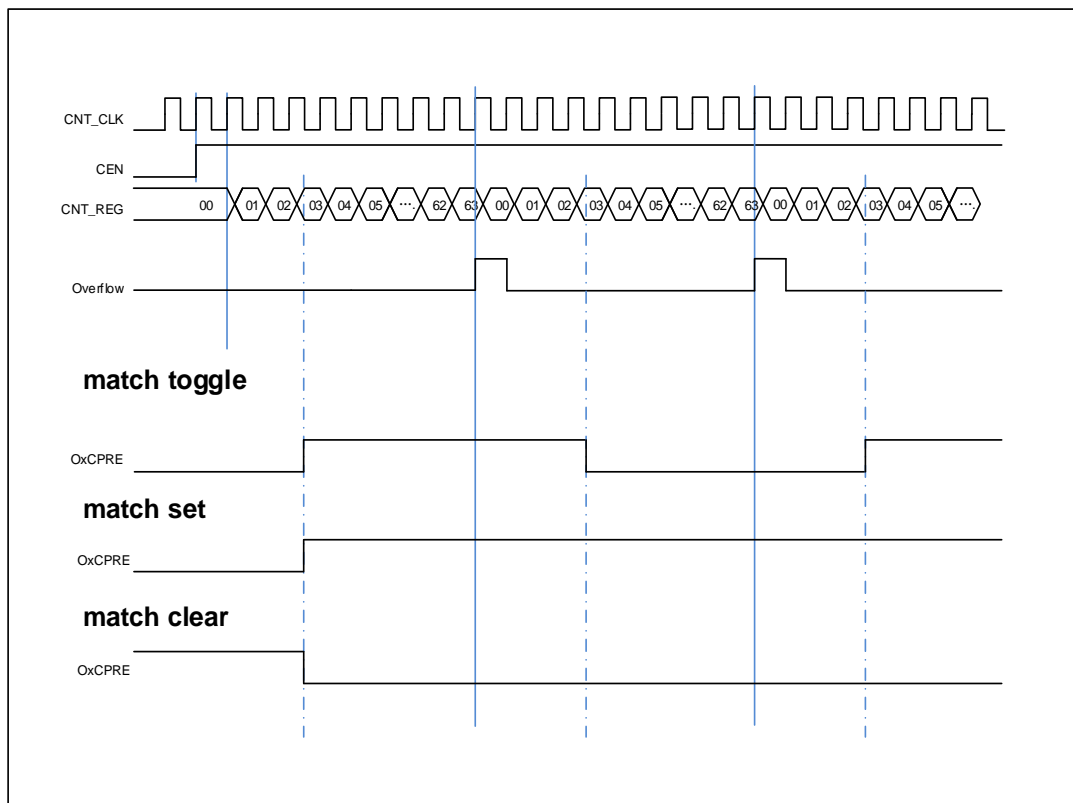 CNT_CLK
CEN
CNT_REG 00 01 02 03 04 05 …. 62 63 00 01 02 03 04 05 …. 62 63 00 01 02 03 04 05 ….
Overflow
match toggle
OxCPRE
match set
OxCPRE
match clear
OxCPRE